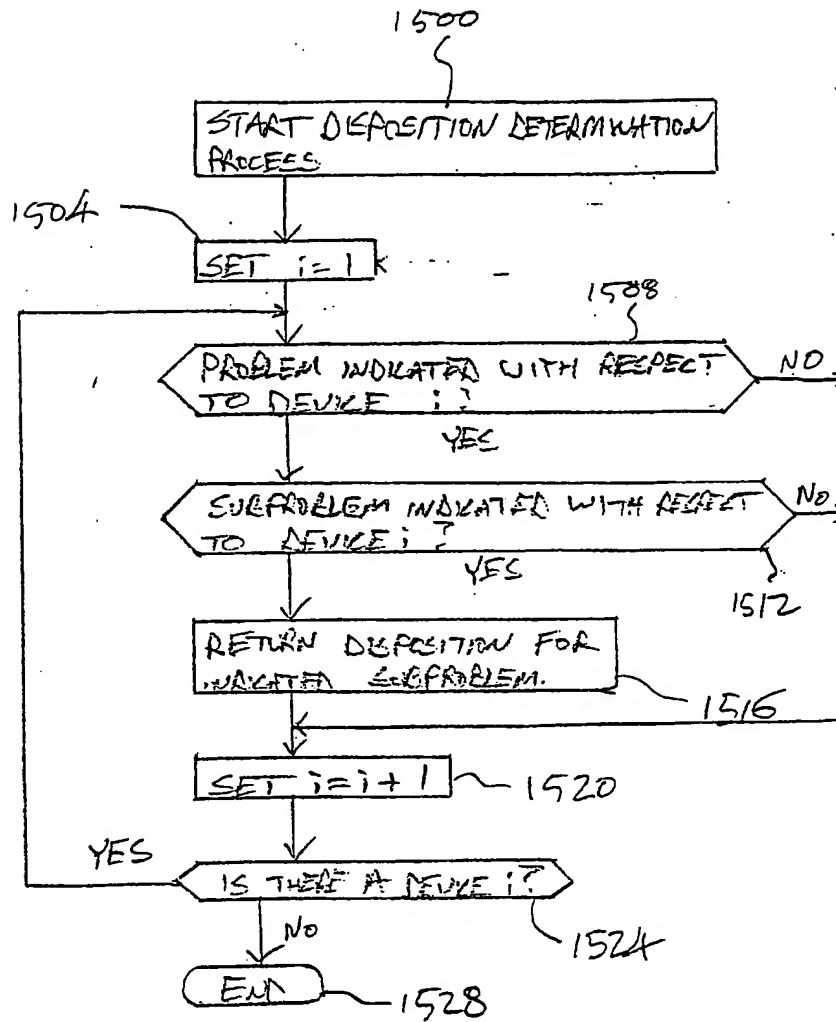 1500
START DISPOSITION DETERMINATION
PROCESS
1504
SET i = 1
1508
PROBLEM INDICATED WITH RESPECT
TO DEVICE i?
NO
YES
SUBPROBLEM INDICATED WITH RESPECT
TO DEVICE i?
NO
YES
1512
RETURN DISPOSITION FOR
INDICATED SUBPROBLEM.
1516
SET i = i + 1
1520
YES
IS THERE A DEVICE i?
1524
NO
END
1528